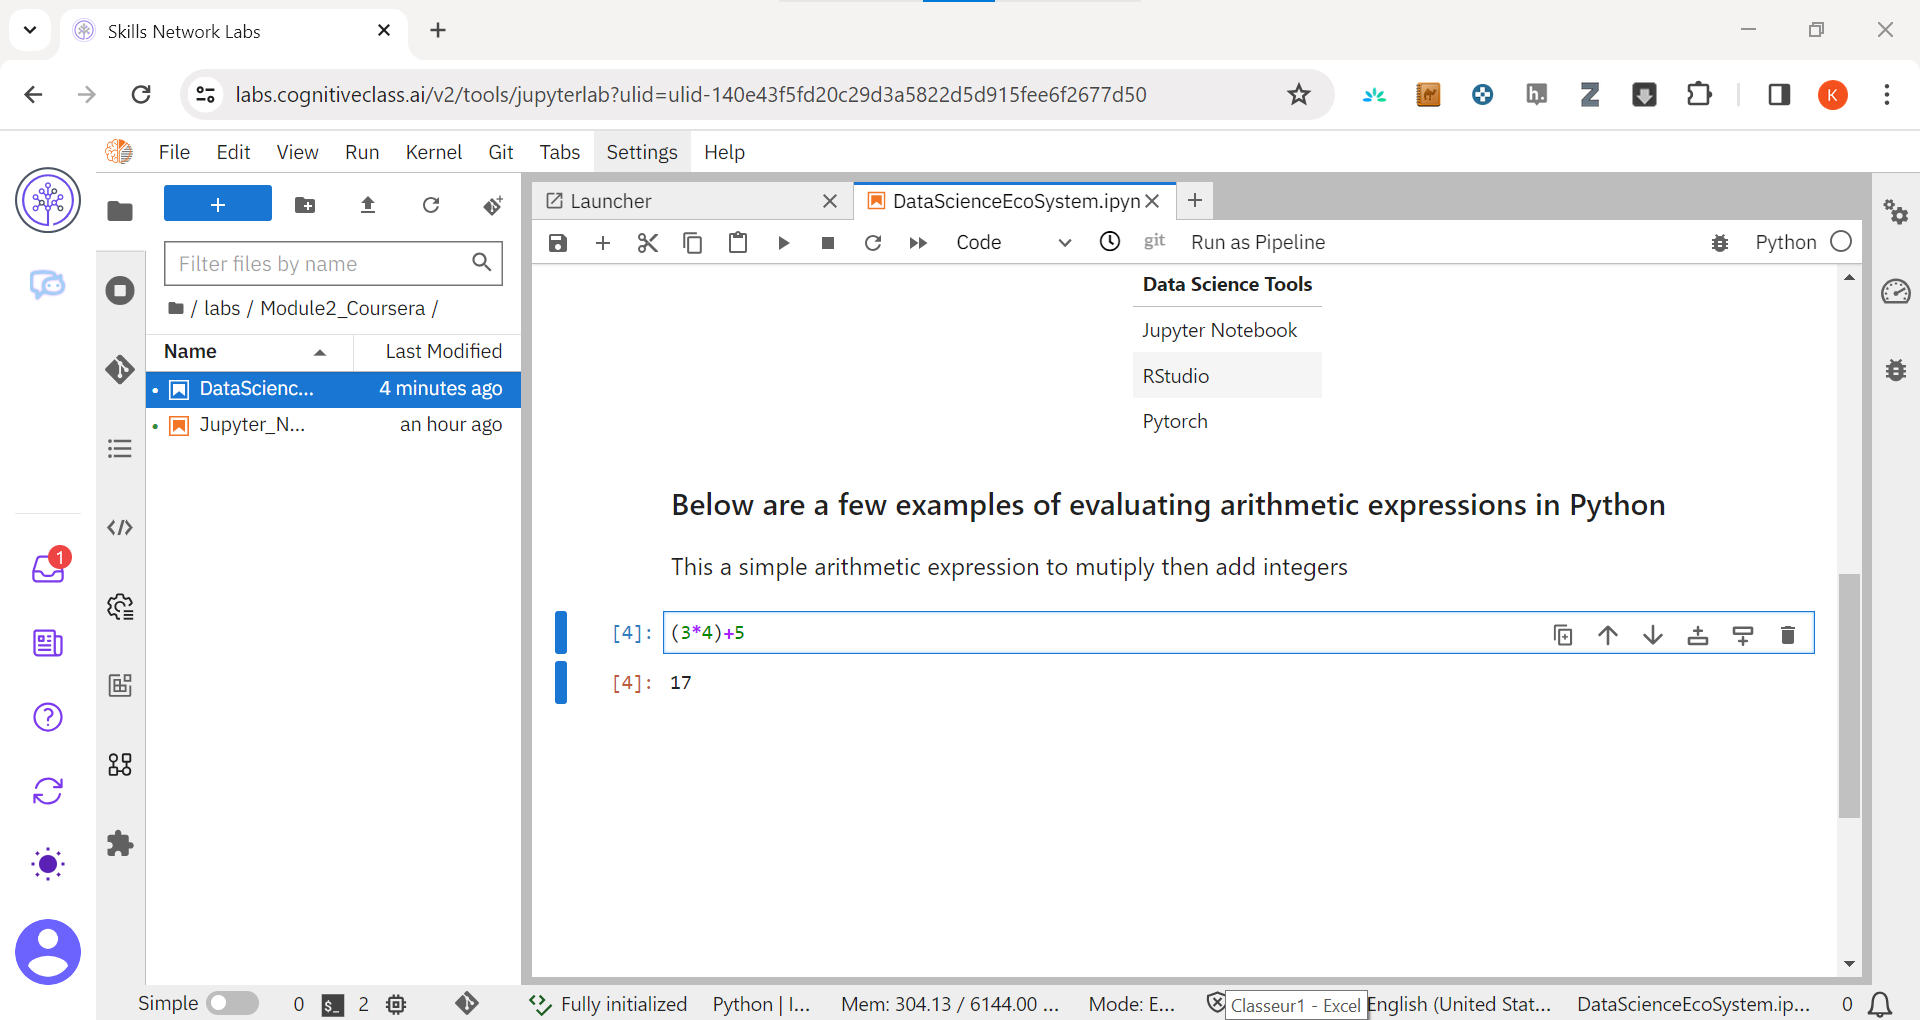 Skills Network Labs
labs.cognitiveclass.ai/v2/tools/jupyterlab?ulid=ulid-140e43f5fd20c29d3a5822d5d915fee6f2677d50
h.
Z
K
File Edit View Run Kernel Git Tabs Settings Help
Launcher
DataScienceEcoSystem.ipyn
Code
git
Run as Pipeline
Python
Filter files by name
/ labs / Module2_Coursera /
Name Last Modified
DataScienc... 4 minutes ago
Jupyter_N... an hour ago
1
Data Science Tools
Jupyter Notebook
RStudio
Pytorch
Below are a few examples of evaluating arithmetic expressions in Python
This a simple arithmetic expression to mutiply then add integers
[4]: (3*4)+5
[4]: 17
Simple 0 $_ 2 Fully initialized Python | I... Mem: 304.13 / 6144.00 ... Mode: E... Classeur1 - Excel English (United Stat... DataScienceEcoSystem.ip... 0